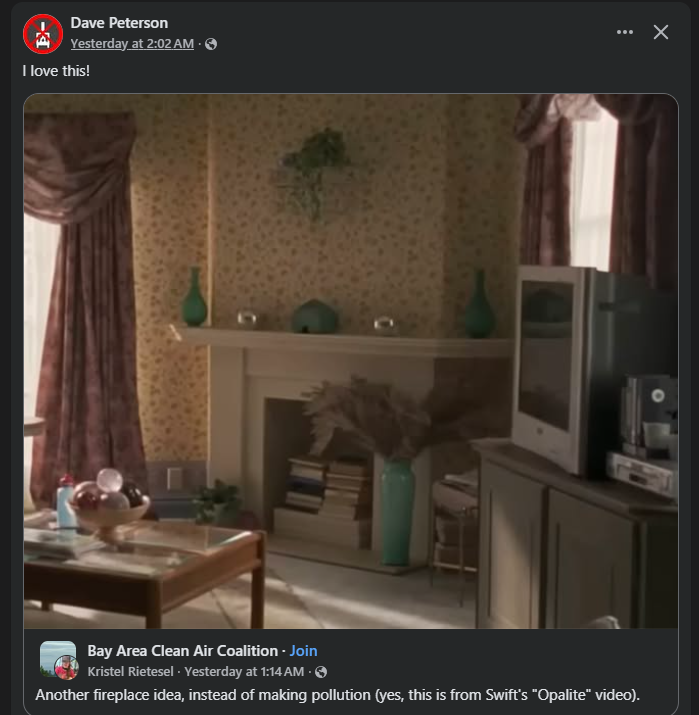 Dave Peterson
Yesterday at 2:02 AM ·
I love this!
Bay Area Clean Air Coalition · Join
Kristel Rietesel · Yesterday at 1:14 AM ·
Another fireplace idea, instead of making pollution (yes, this is from Swift's "Opalite" video).